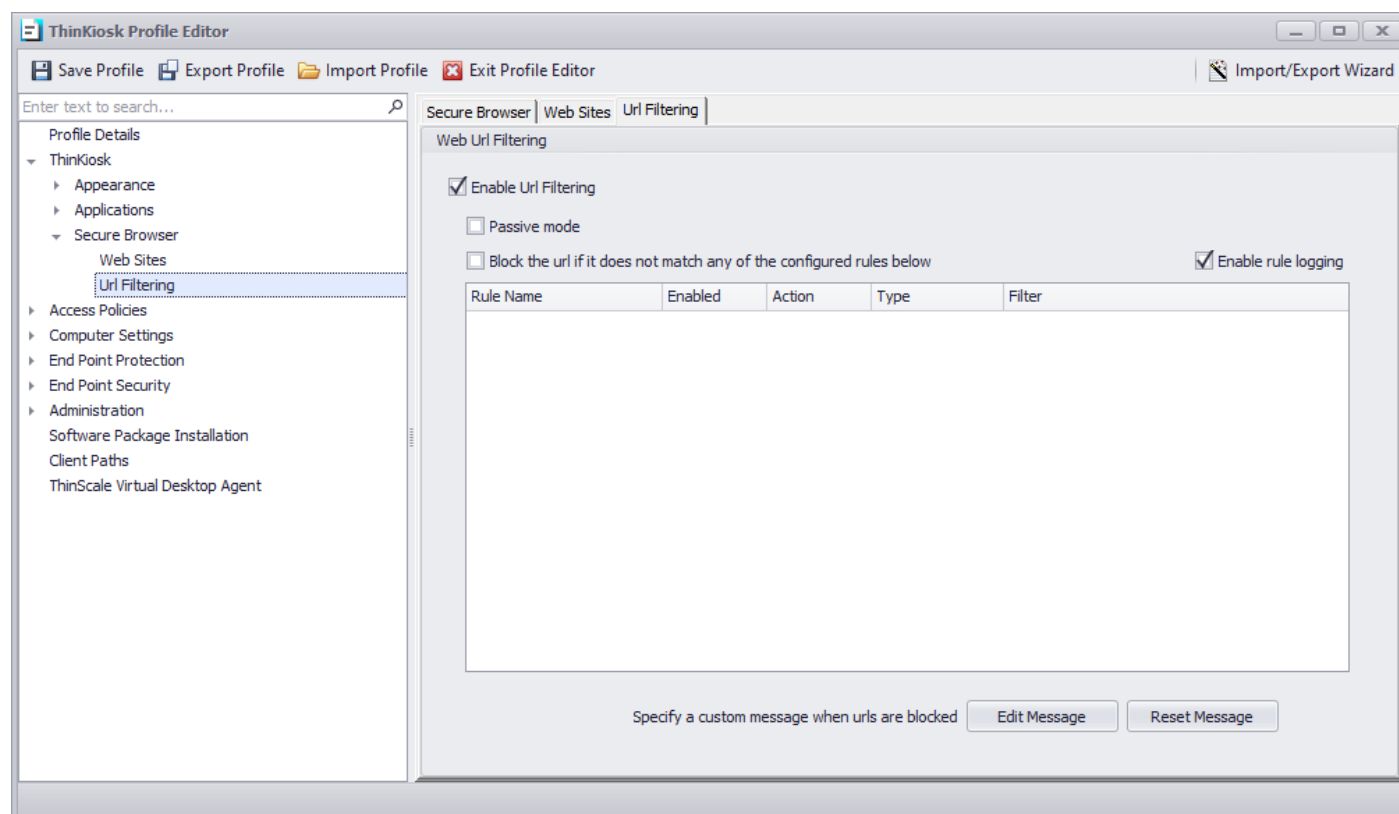 ThinKiosk Profile Editor
Save Profile Export Profile Import Profile Exit Profile Editor Import/Export Wizard
Enter text to search...
Profile Details
ThinKiosk
Appearance
Applications
Secure Browser
Web Sites
Url Filtering
Access Policies
Computer Settings
End Point Protection
End Point Security
Administration
Software Package Installation
Client Paths
ThinScale Virtual Desktop Agent
Secure Browser Web Sites Url Filtering
Web Url Filtering
Enable Url Filtering
Passive mode
Block the url if it does not match any of the configured rules below Enable rule logging
Rule Name Enabled Action Type Filter
Specify a custom message when urls are blocked Edit Message Reset Message